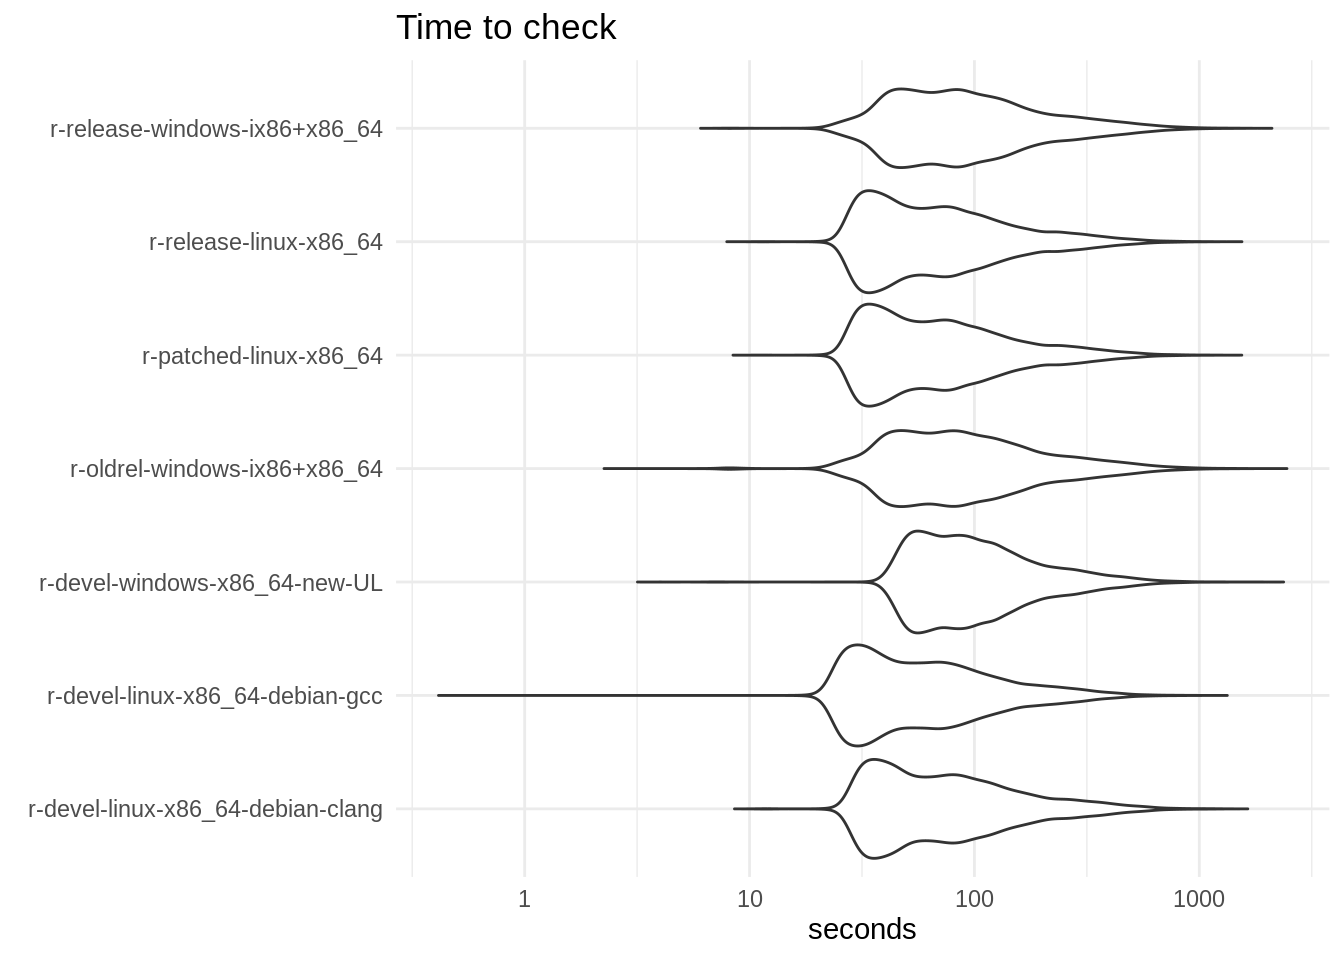 Time to check
r-release-windows-ix86+x86_64
r-release-linux-x86_64
r-patched-linux-x86_64
r-oldrel-windows-ix86+x86_64
r-devel-windows-x86_64-new-UL
r-devel-linux-x86_64-debian-gcc
r-devel-linux-x86_64-debian-clang
1 10 100 1000
seconds